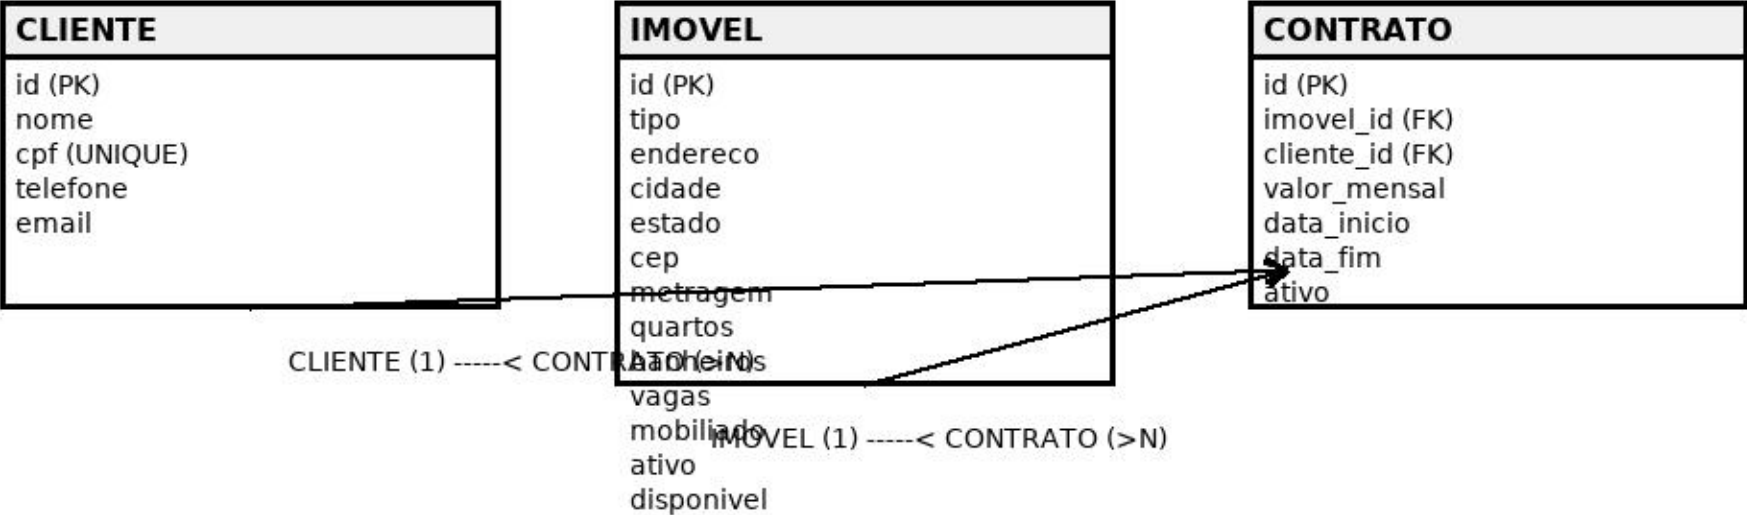 CLIENTE
id (PK)
nome
cpf (UNIQUE)
telefone
email
IMOVEL
id (PK)
tipo
endereco
cidade
estado
cep
metragem
quartos
banheiros
vagas
mobiliado
ativo
disponivel
CONTRATO
id (PK)
imovel_id (FK)
cliente_id (FK)
valor_mensal
data_inicio
data_fim
ativo
CLIENTE (1) -----< CONTRATO (>N)
IMOVEL (1) -----< CONTRATO (>N)